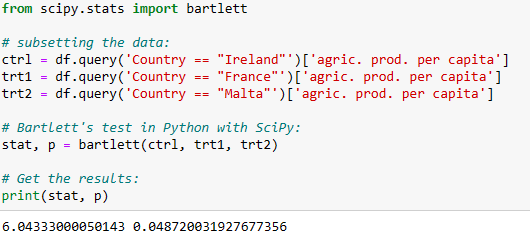 from scipy.stats import bartlett
# subsetting the data:
ctrl = df.query('Country == "Ireland"')['agric. prod. per capita']
trt1 = df.query('Country == "France"')['agric. prod. per capita']
trt2 = df.query('Country == "Malta"')['agric. prod. per capita']
# Bartlett's test in Python with SciPy:
stat, p = bartlett(ctrl, trt1, trt2)
# Get the results:
print(stat, p)
6.04333000050143 0.048720031927677356